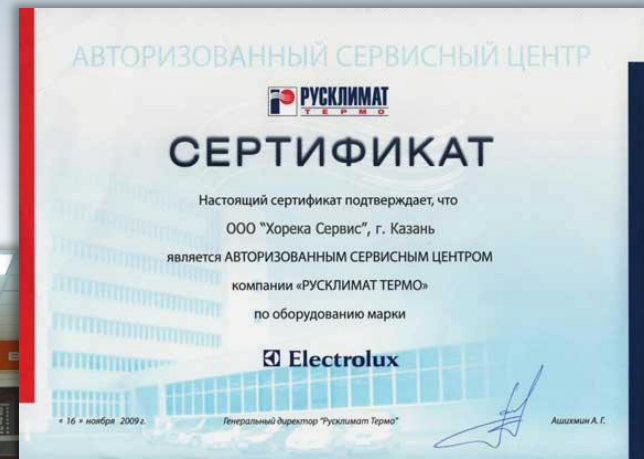 АВТОРИЗОВАННЫЙ СЕРВИСНЫЙ ЦЕНТР
РУСКЛИМАТ
ТЕРМО
СЕРТИФИКАТ
Настоящий сертификат подтверждает, что
ООО "Хорека Сервис", г. Казань
является АВТОРИЗОВАННЫМ СЕРВИСНЫМ ЦЕНТРОМ
компании «РУСКЛИМАТ ТЕРМО»
по оборудованию марки
Electrolux
« 16 » ноября 2009 г.
Генеральный директор "Русклимат Термо"
Ашихмин А. Г.